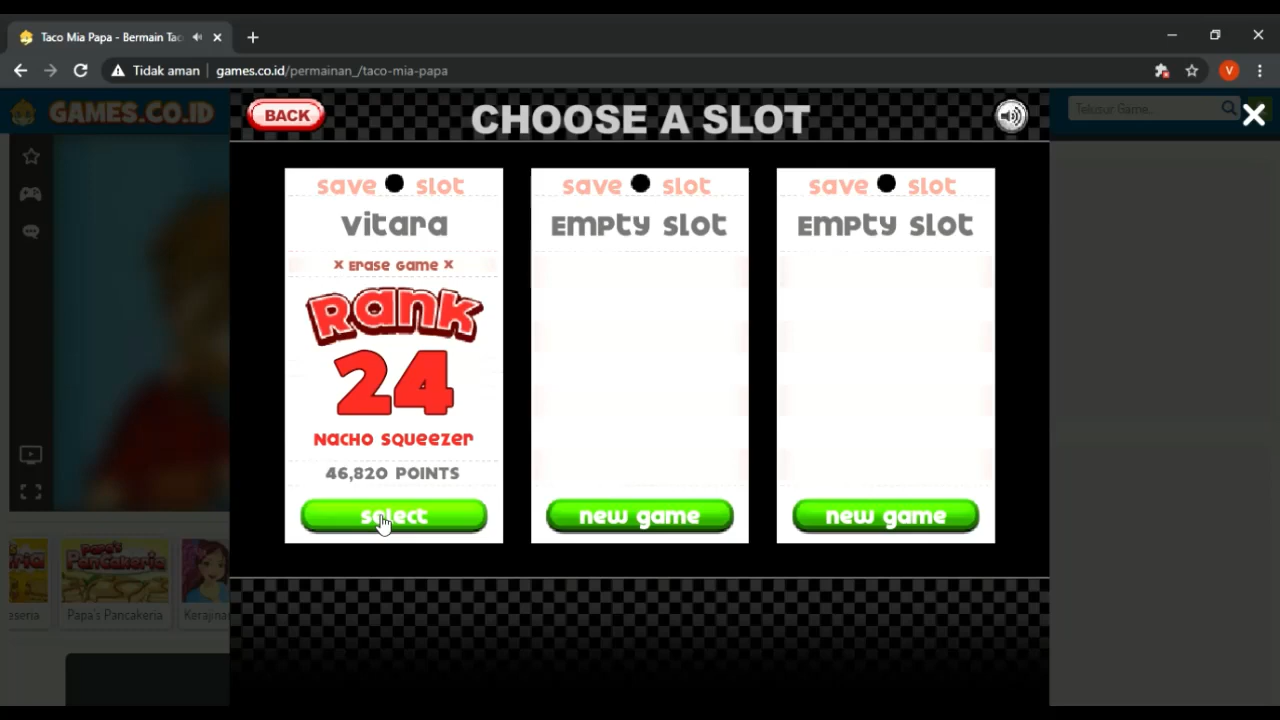 Taco Mia Papa - Bermain Tac
Tidak aman
games.co.id/permainan_/taco-mia-papa
V
GAMES.CO.ID
Telusur Game...
BACK
CHOOSE A SLOT
save slot
vitara
x Erase Game x
Rank
24
Nacho Squeezer
46,820 POINTS
select
save slot
Empty Slot
new game
save slot
Empty Slot
new game
Papa's Pancakeria
Papa's Pancakeria
Kerajina